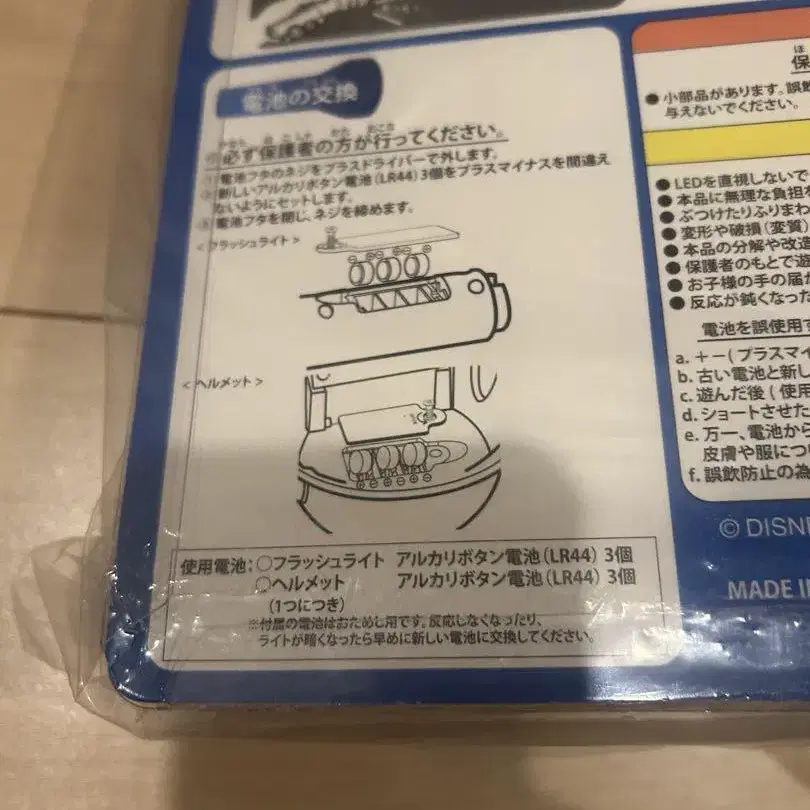 電池の交換
必ず保護者の方が行ってください。
電池フタのネジをプラスドライバーで外します。
新しいアルカリボタン電池(LR44)3個をプラスマイナスを間違え
ないようにセットします。
電池フタを閉じ、ネジを締めます。
<フラッシュライト>
<ヘルメット>
使用電池:○フラッシュライト アルカリボタン電池(LR44) 3個
○ヘルメット アルカリボタン電池(LR44) 3個
(1つにつき)
※付属の電池はおためし用です。反応しなくなったり、
ライトが暗くなったら早めに新しい電池に交換してください。
ほ
保
●小部品があります。誤飲
与えないでください。
●LEDを直視しないで
●本品に無理な負担を
●ぶつけたりふりまわ
●変形や破損(変質)
●本品の分解や改造
●保護者のもとで遊
●お子様の手の届か
●反応が鈍くなった
電池を誤使用す
a. +-(プラスマイ
b. 古い電池と新し
c. 遊んだ後(使用
d. ショートさせた
e. 万一、電池から
皮膚や服につい
f. 誤飲防止の為
© DISNE
MADE IN